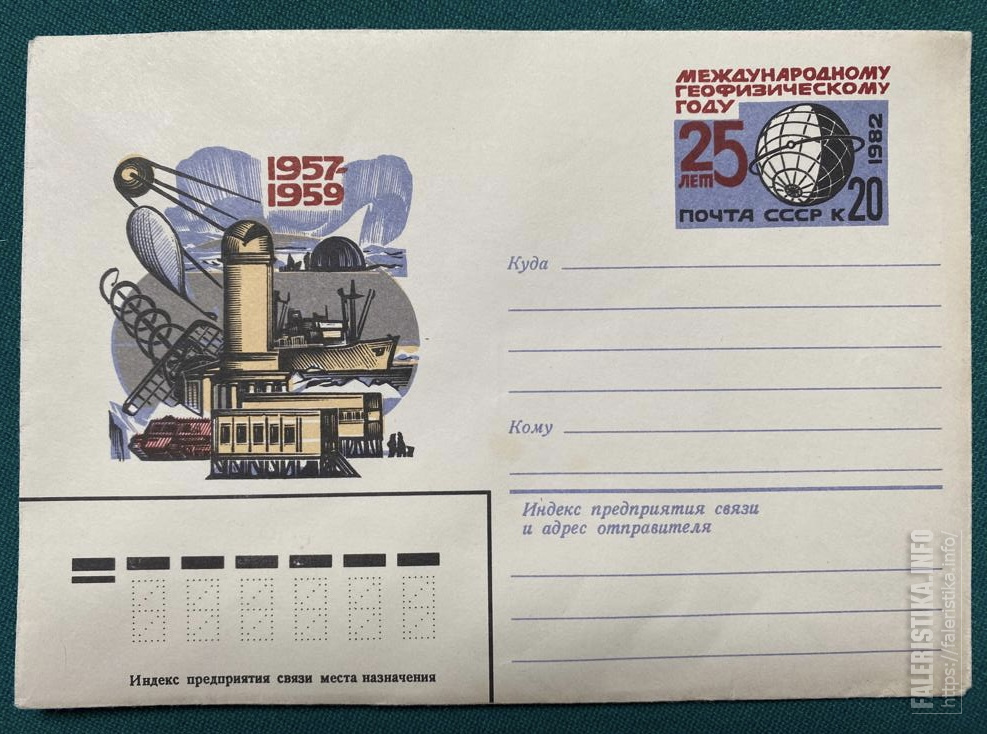 МЕЖДУНАРОДНОМУ
ГЕОФИЗИЧЕСКОМУ
ГОДУ
25
ЛЕТ
1982
ПОЧТА СССР К 20
1957-
1959
Куда
Кому
Индекс предприятия связи
и адрес отправителя
Индекс предприятия связи места назначения
FALERISTIKA.INFO
https://faleristika.info/